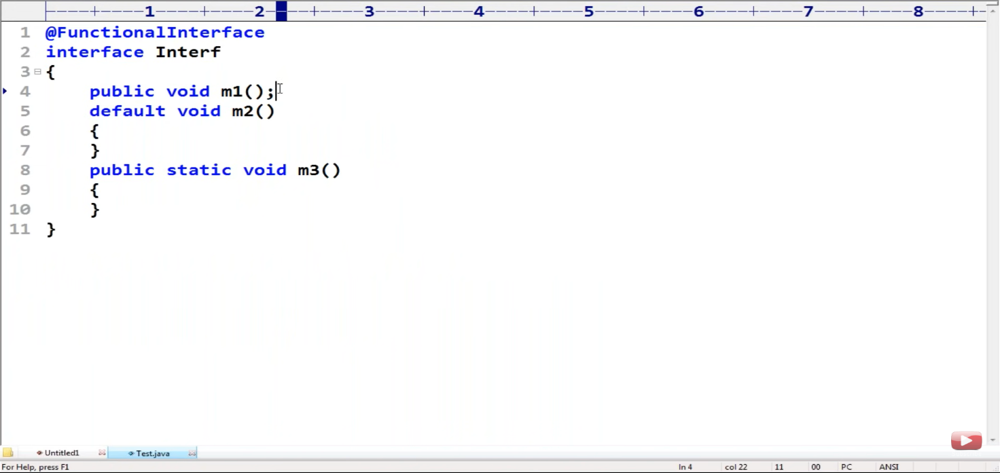 1 2 3 4 5 6 7 8
1 @FunctionalInterface
2 interface Interf
3 {
4 public void m1();
5 default void m2()
6 {
7 }
8 public static void m3()
9 {
10 }
11 }
Untitled1 Test.java
For Help, press F1 ln 4 col 22 11 00 PC ANSI